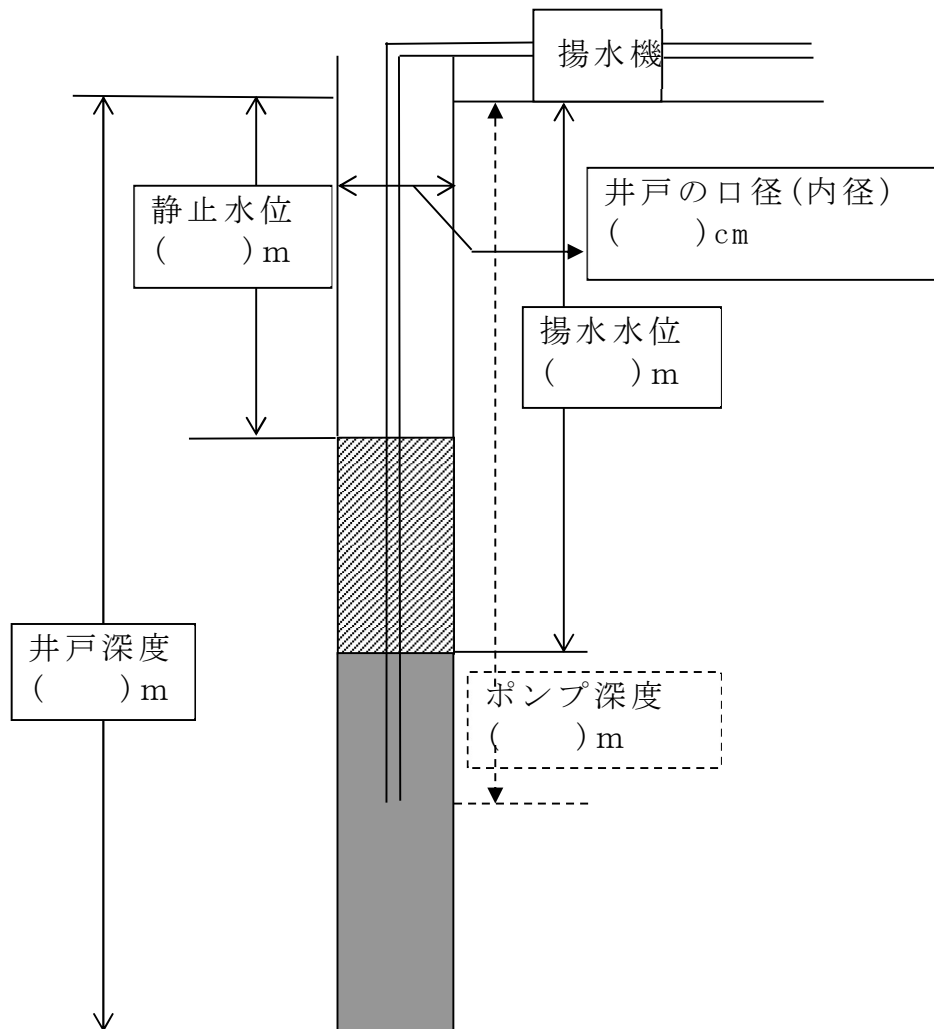 揚水機
静止水位
(　　)m
井戸の口径(内径)
(　　)cm
揚水水位
(　　)m
井戸深度
(　　)m
ポンプ深度
(　　)m